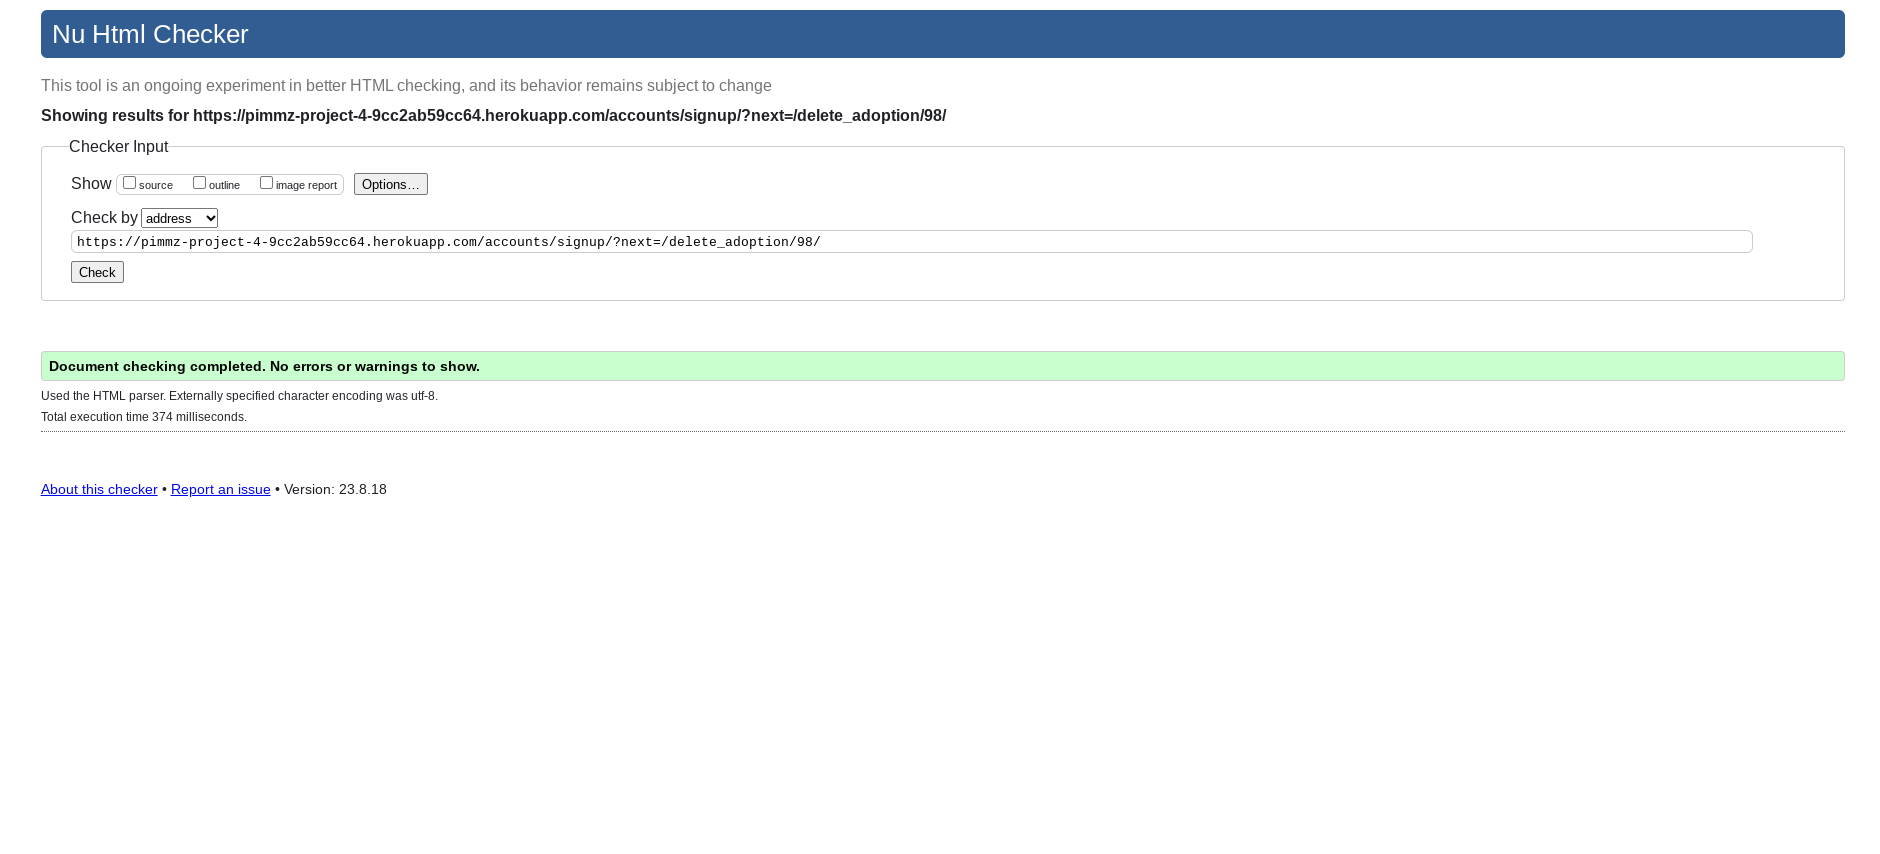 Nu Html Checker
This tool is an ongoing experiment in better HTML checking, and its behavior remains subject to change
Showing results for https://pimmz-project-4-9cc2ab59cc64.herokuapp.com/accounts/signup/?next=/delete_adoption/98/
Checker Input
Show source outline image report Options…
Check by address
https://pimmz-project-4-9cc2ab59cc64.herokuapp.com/accounts/signup/?next=/delete_adoption/98/
Check
Document checking completed. No errors or warnings to show.
Used the HTML parser. Externally specified character encoding was utf-8.
Total execution time 374 milliseconds.
About this checker • Report an issue • Version: 23.8.18